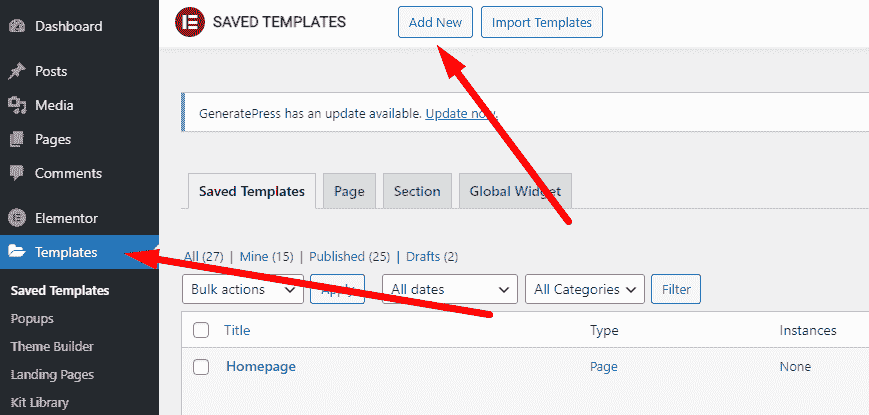 Dashboard
Posts
Media
Pages
Comments
Elementor
Templates
Saved Templates
Popups
Theme Builder
Landing Pages
Kit Library
SAVED TEMPLATES Add New Import Templates
GeneratePress has an update available. Update now.
Saved Templates Page Section Global Widget
All (27) | Mine (15) | Published (25) | Drafts (2)
Bulk actions Apply All dates All Categories Filter
Title Type Instances
Homepage Page None